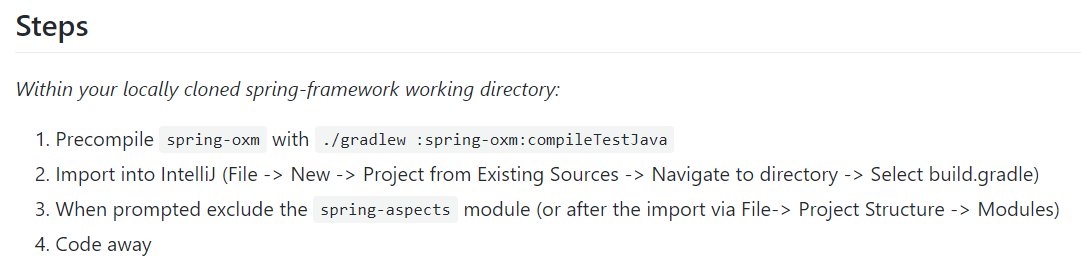 Steps
Within your locally cloned spring-framework working directory:
1. Precompile spring-oxm with ./gradlew :spring-oxm:compileTestJava
2. Import into IntelliJ (File -> New -> Project from Existing Sources -> Navigate to directory -> Select build.gradle)
3. When prompted exclude the spring-aspects module (or after the import via File-> Project Structure -> Modules)
4. Code away